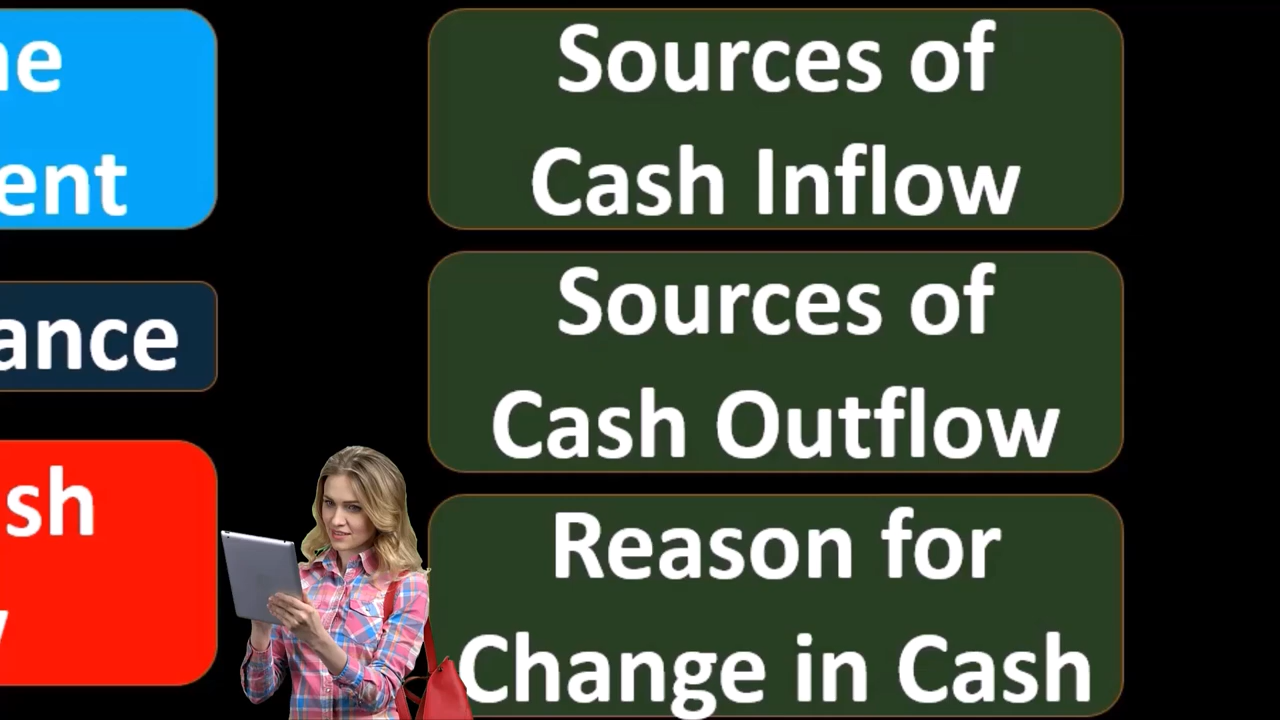 ne
ent
ance
sh
Sources of
Cash Inflow
Sources of
Cash Outflow
Reason for
Change in Cash